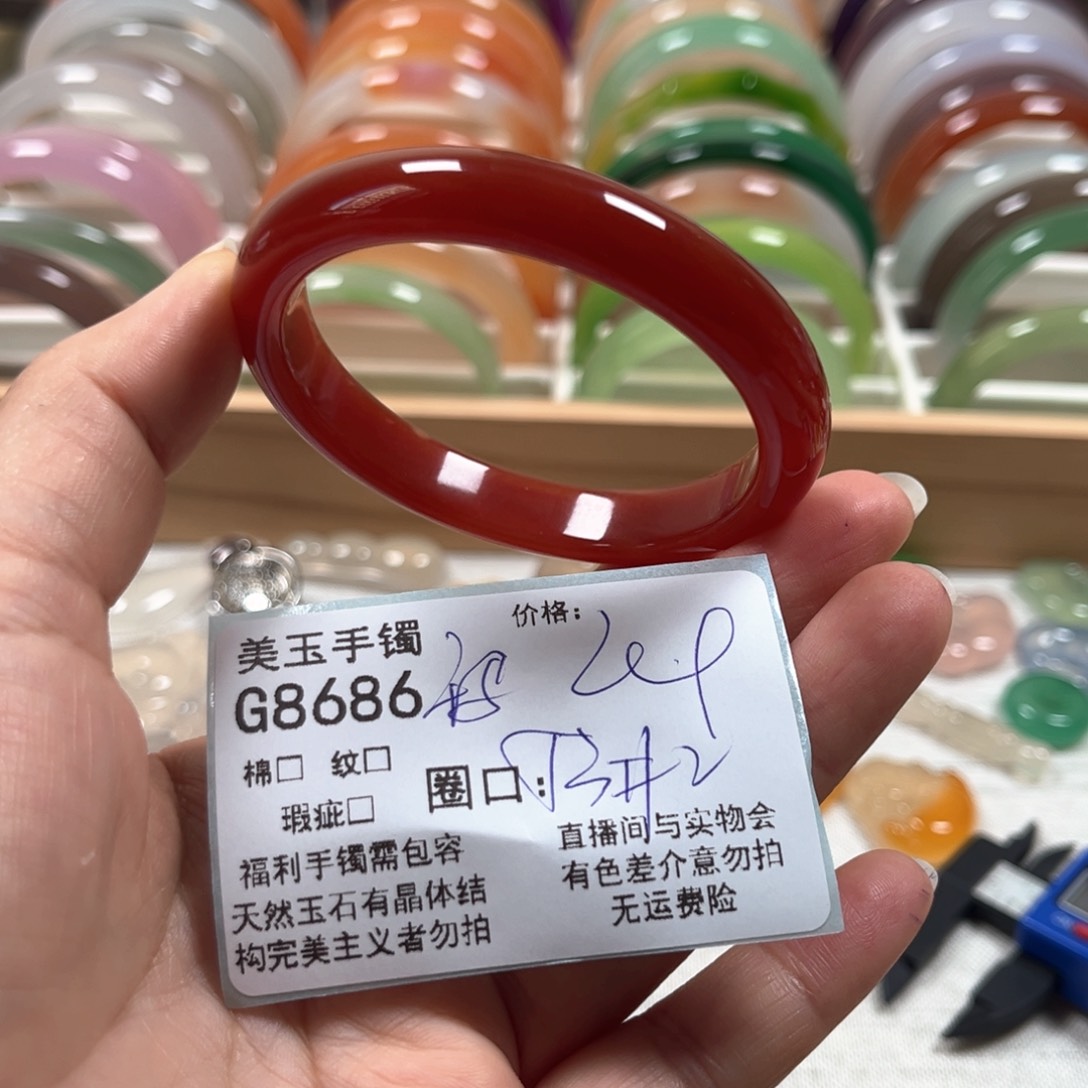 价格：
美玉手镯
G8686
棉□ 纹□
圈口：
瑕疵□
福利手镯需包容
天然玉石有晶体结
构完美主义者勿拍
直播间与实物会
有色差介意勿拍
无运费险